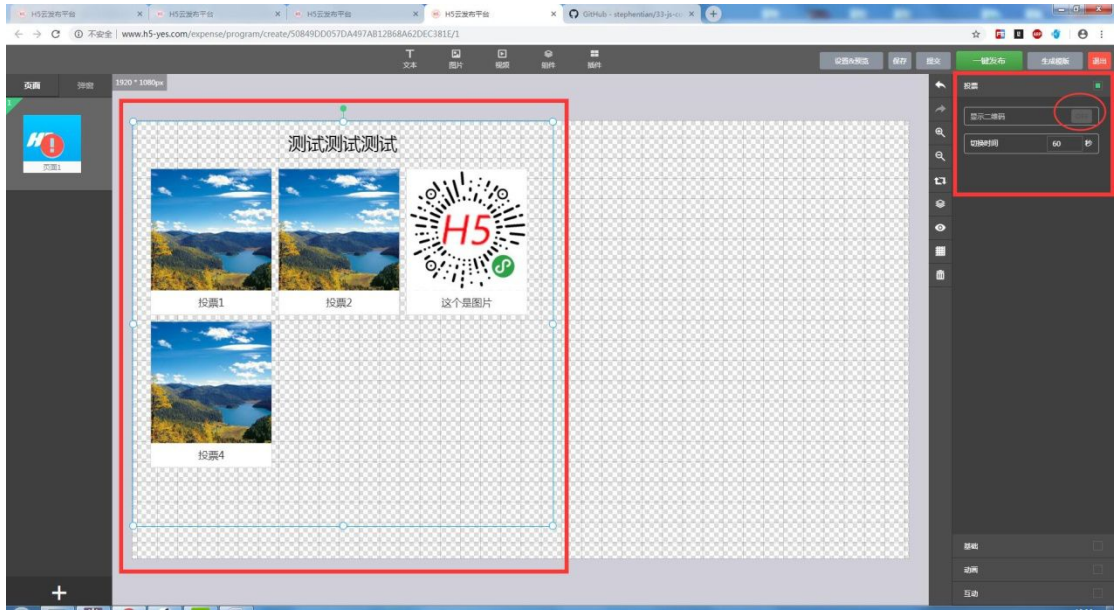 H5云发布平台
H5云发布平台
H5云发布平台
H5云发布平台
GitHub - stephentian/33-js-co
不安全 | www.h5-yes.com/expense/program/create/S0849DD057DA497AB12B68A62DEC381E/1
文本 图片 视频 组件 插件
设置&预览 保存 提交 一键发布 生成模版 退出
页面 弹窗
1920 * 1080px
1
页面1
测试测试测试
投票1 投票2 这个是图片
H5
投票4
投票
显示二维码
切换时间 60 秒
基础
动画
互动